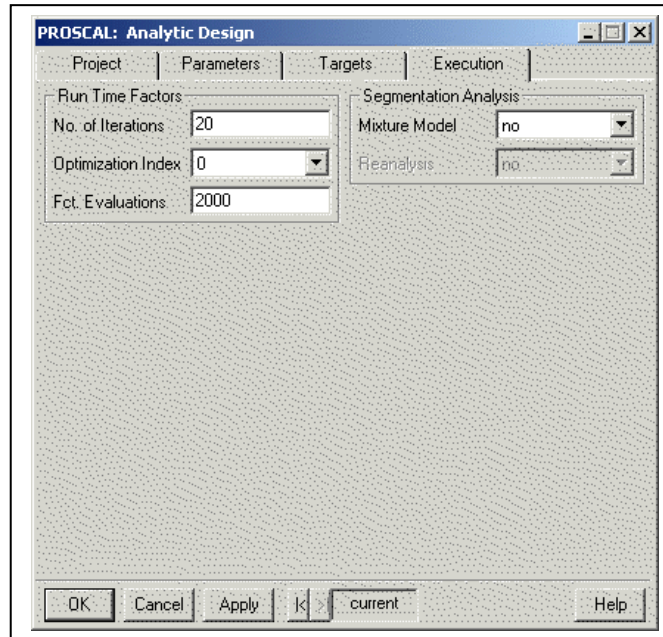 PROSCAL: Analytic Design
Project Parameters Targets Execution
Run Time Factors
No. of Iterations 20
Optimization Index 0
Fct. Evaluations 2000
Segmentation Analysis
Mixture Model no
Reanalysis no
OK Cancel Apply current Help